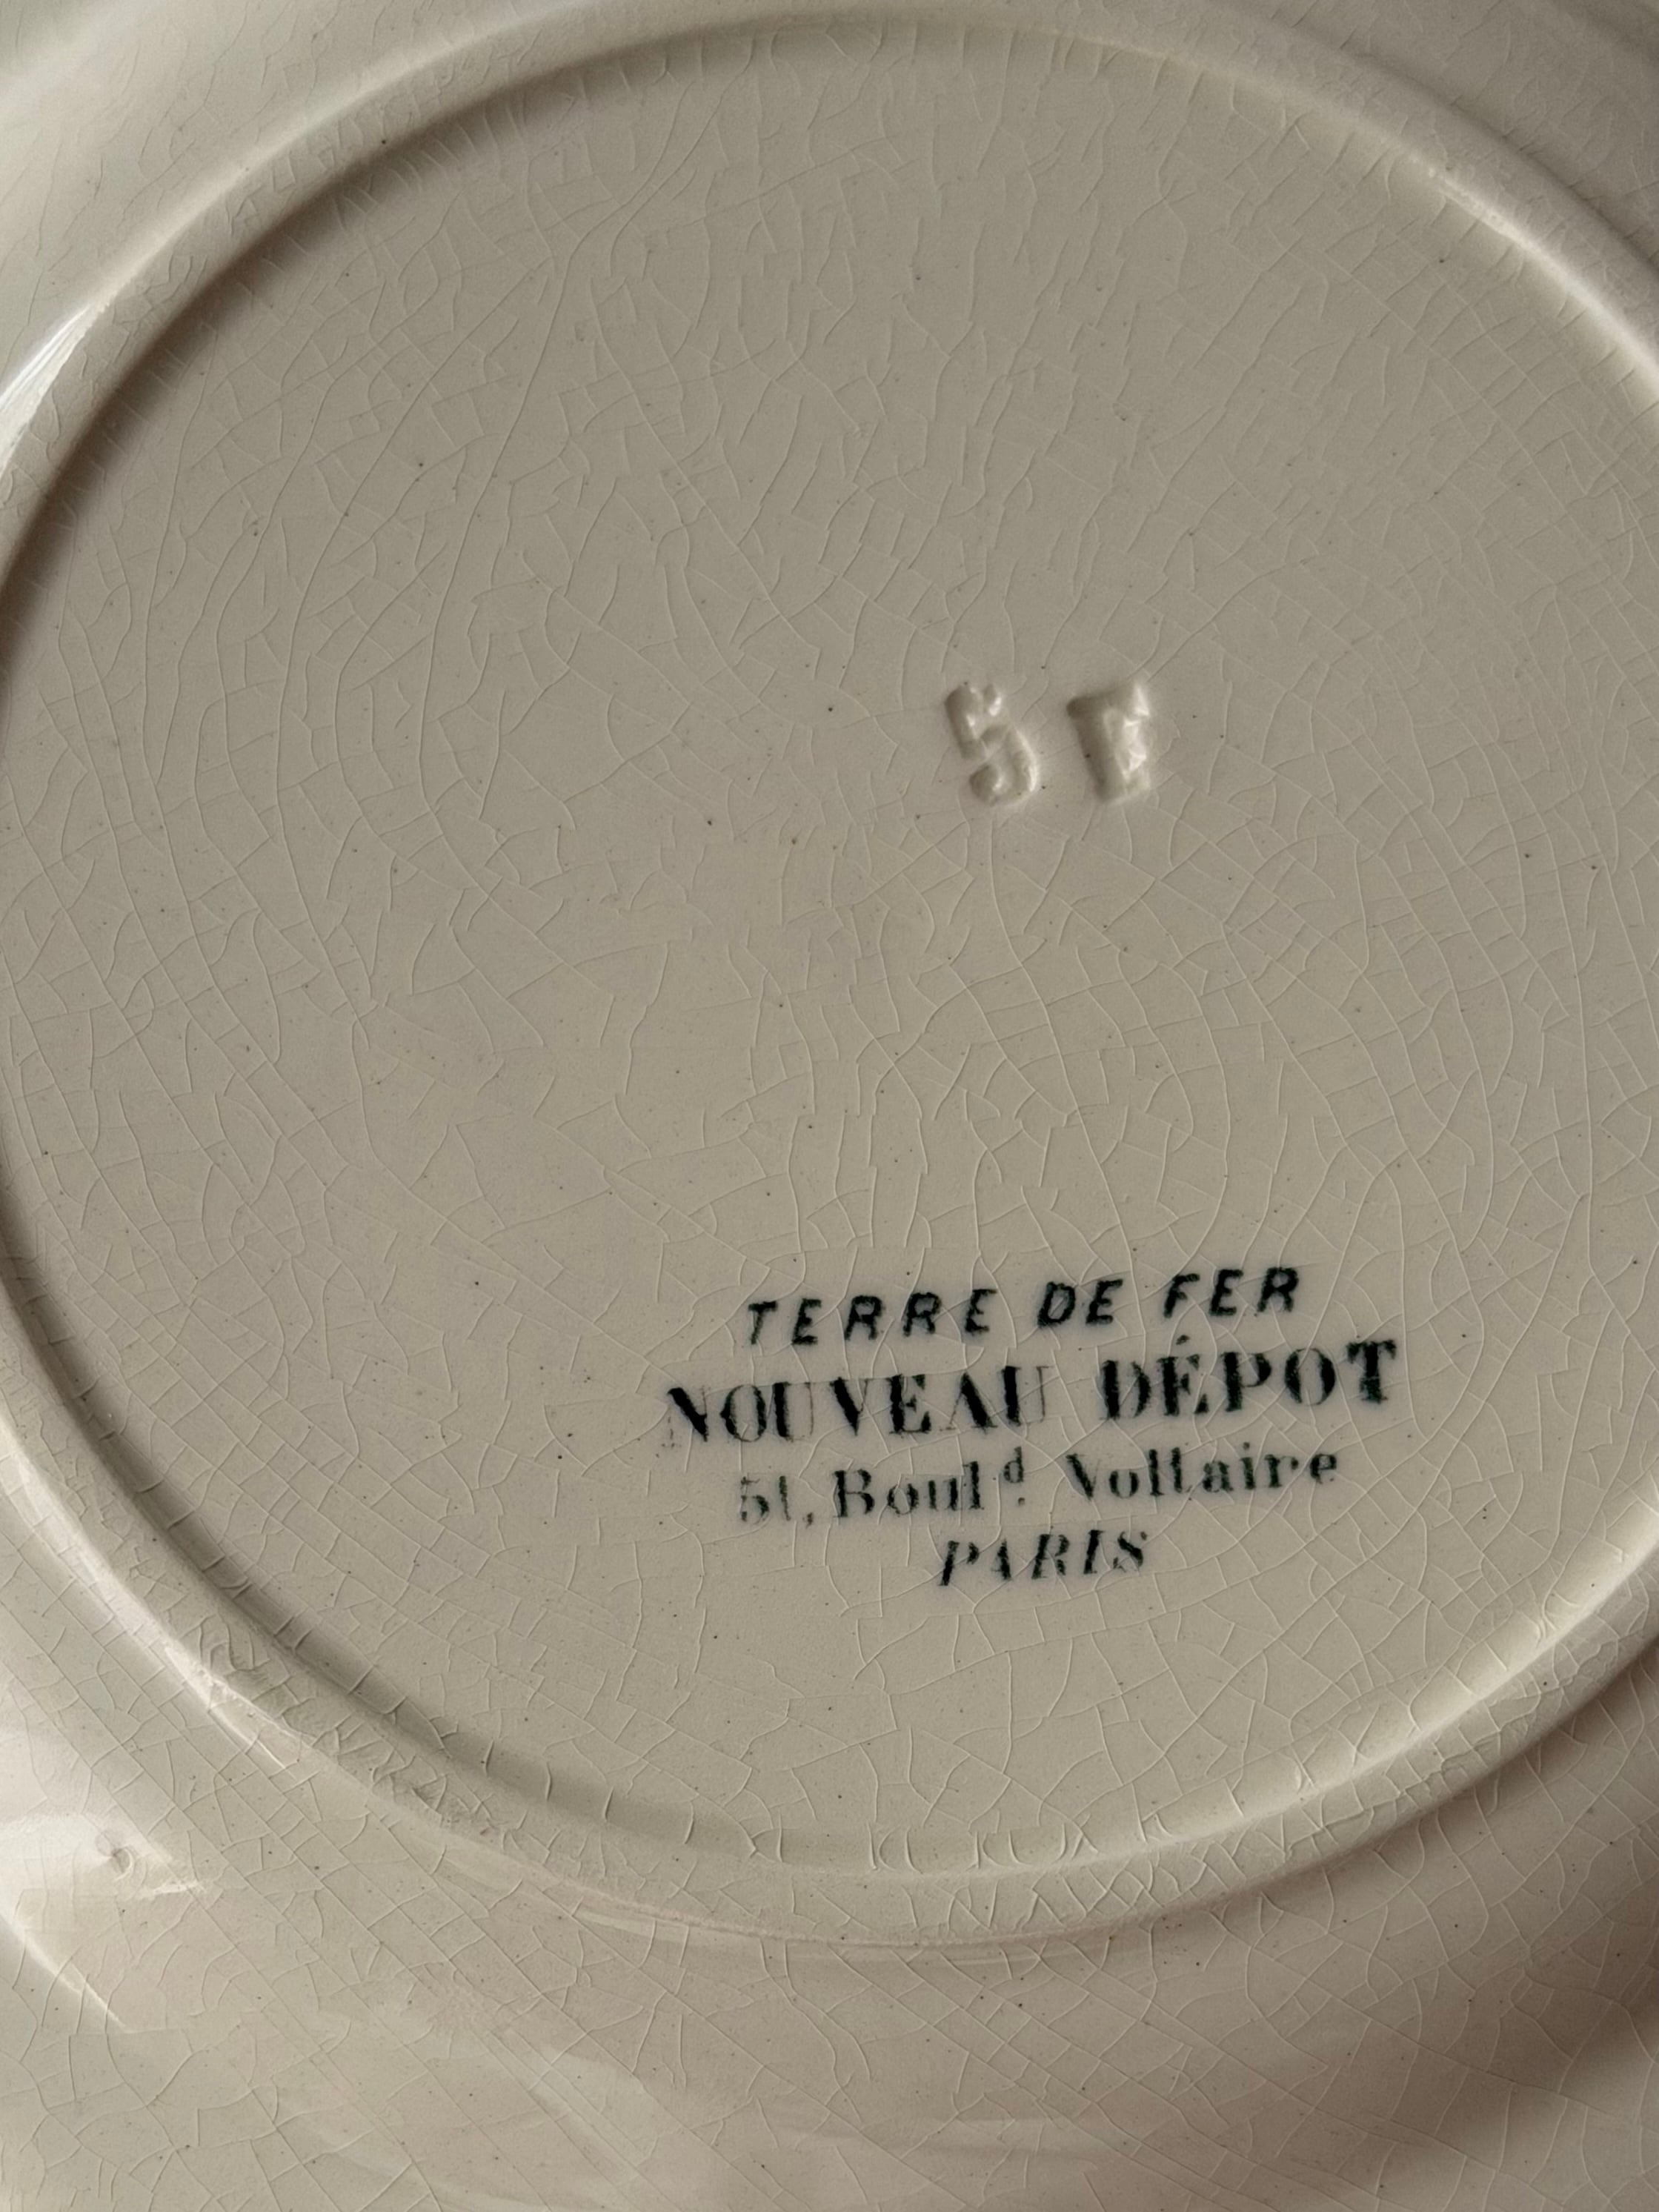 5
TERRE DE FER
NOUVEAU DÉPOT
51, Boul.d Voltaire
PARIS